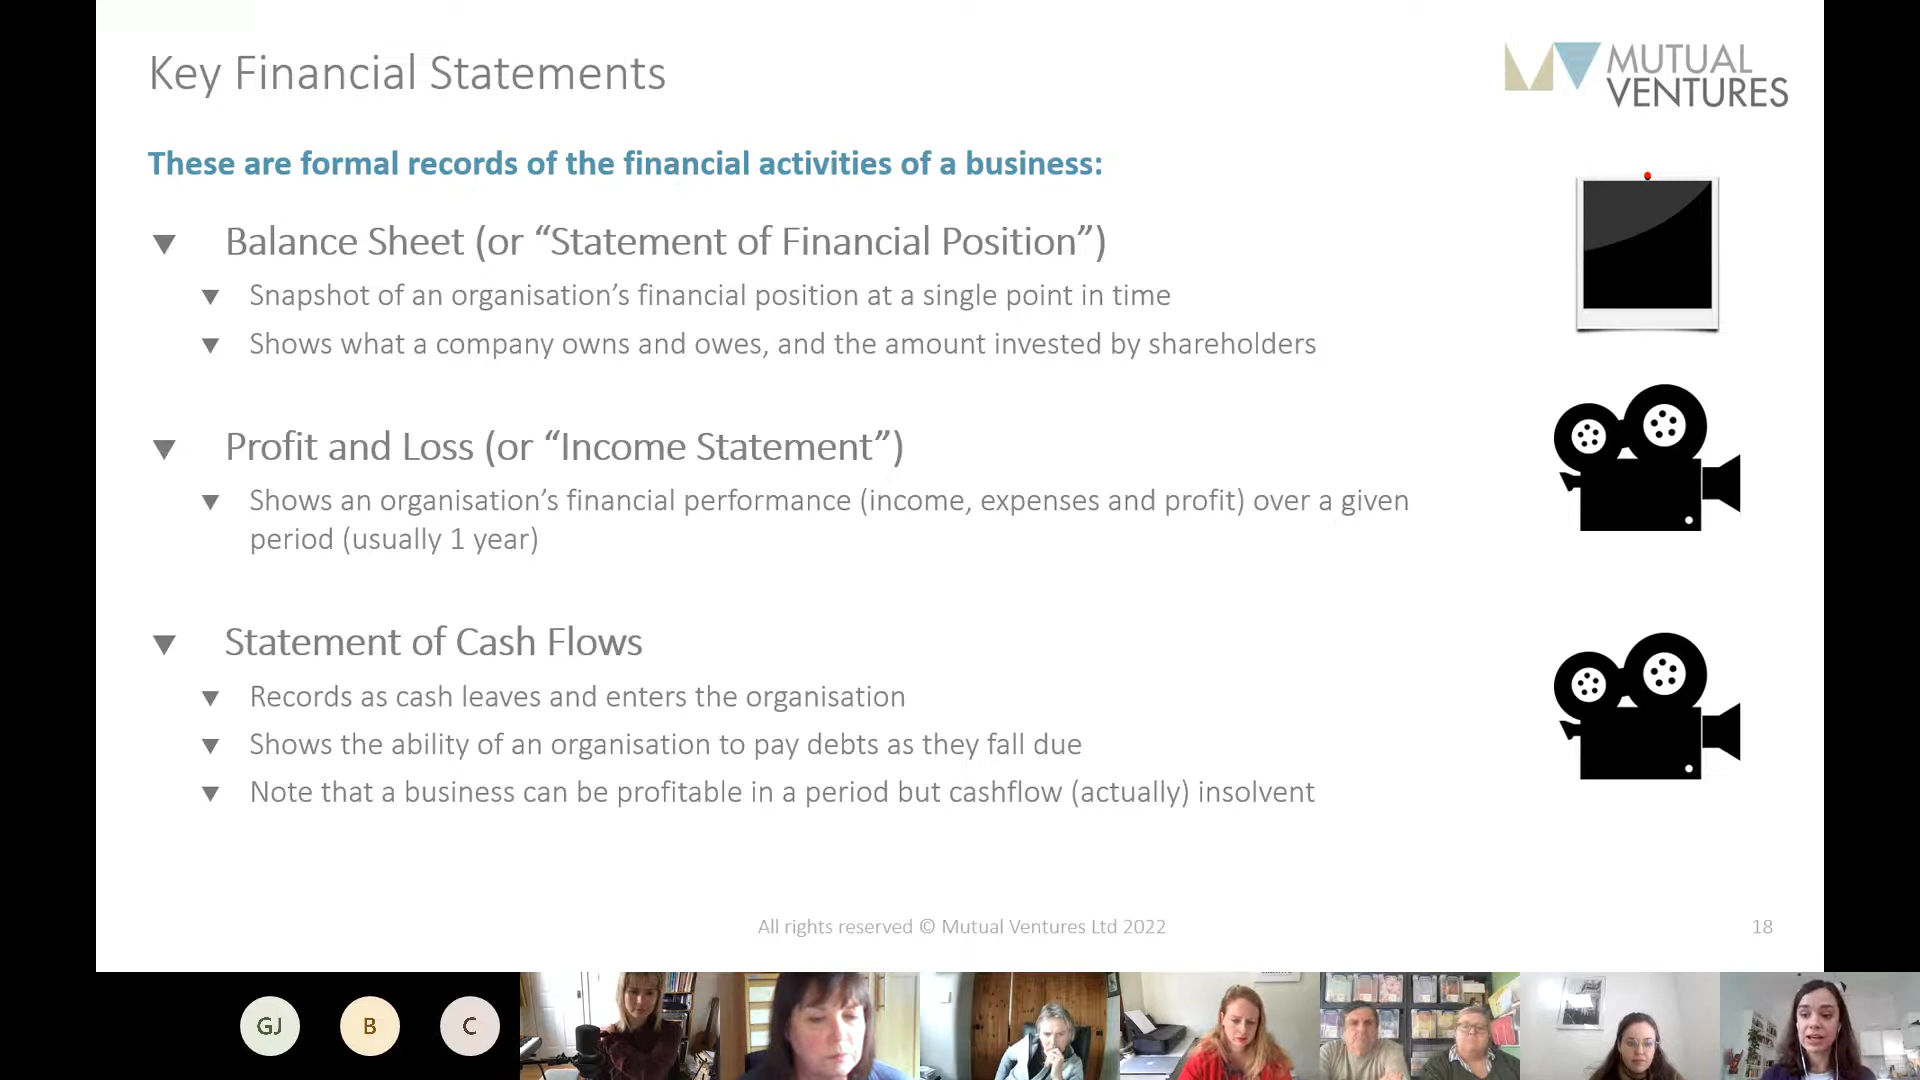 Key Financial Statements
MUTUAL
VENTURES
These are formal records of the financial activities of a business:
Balance Sheet (or “Statement of Financial Position”)
Snapshot of an organisation’s financial position at a single point in time
Shows what a company owns and owes, and the amount invested by shareholders
Profit and Loss (or “Income Statement”)
Shows an organisation’s financial performance (income, expenses and profit) over a given
period (usually 1 year)
Statement of Cash Flows
Records as cash leaves and enters the organisation
Shows the ability of an organisation to pay debts as they fall due
Note that a business can be profitable in a period but cashflow (actually) insolvent
All rights reserved © Mutual Ventures Ltd 2022
18
GJ
B
C